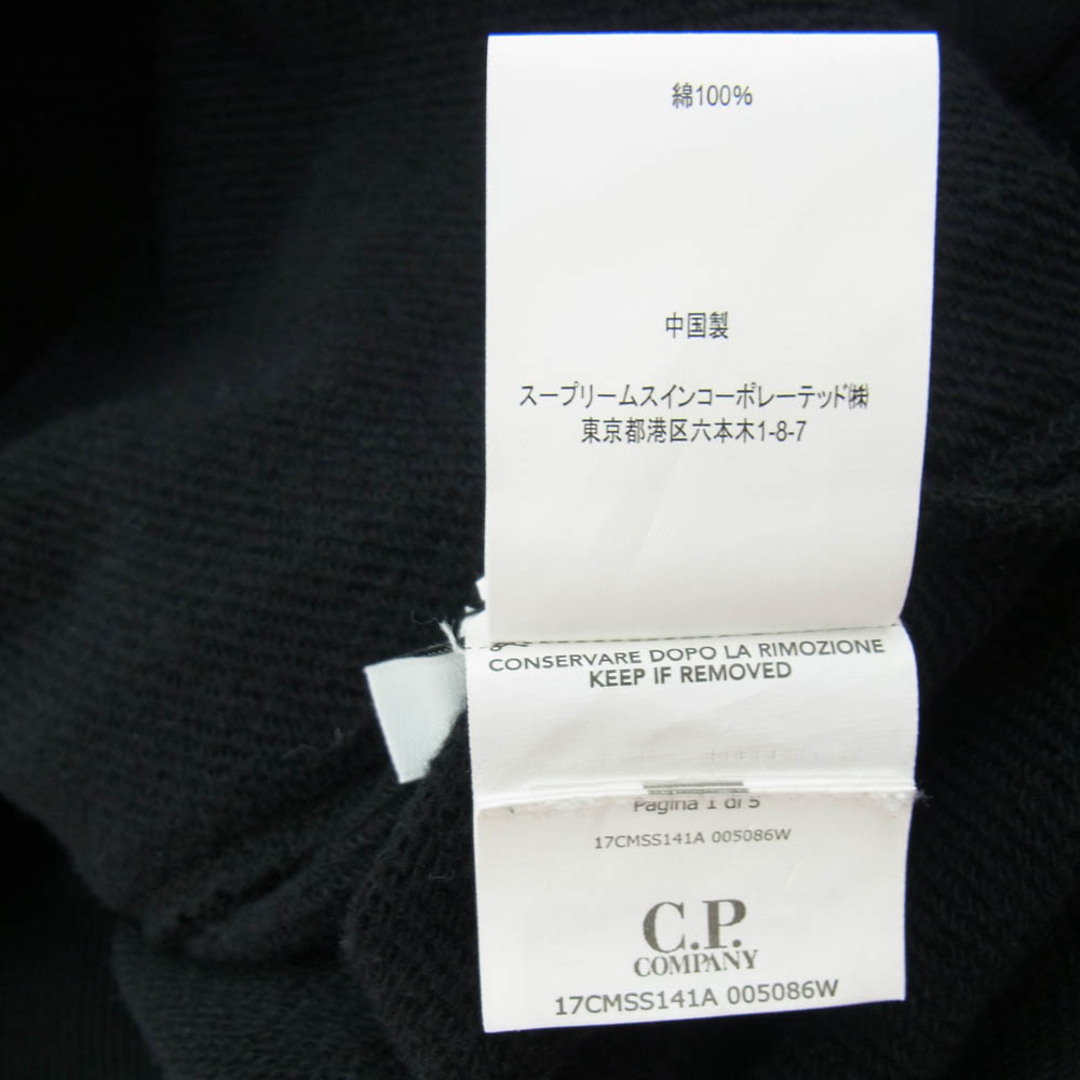 綿100%
中国製
スープリームスインコーポレーテッド㈱
東京都港区六本木1-8-7
CONSERVARE DOPO LA RIMOZIONE
KEEP IF REMOVED
Pagina 1 di 5
17CMSS141A 005086W
C.P.
COMPANY
17CMSS141A 005086W